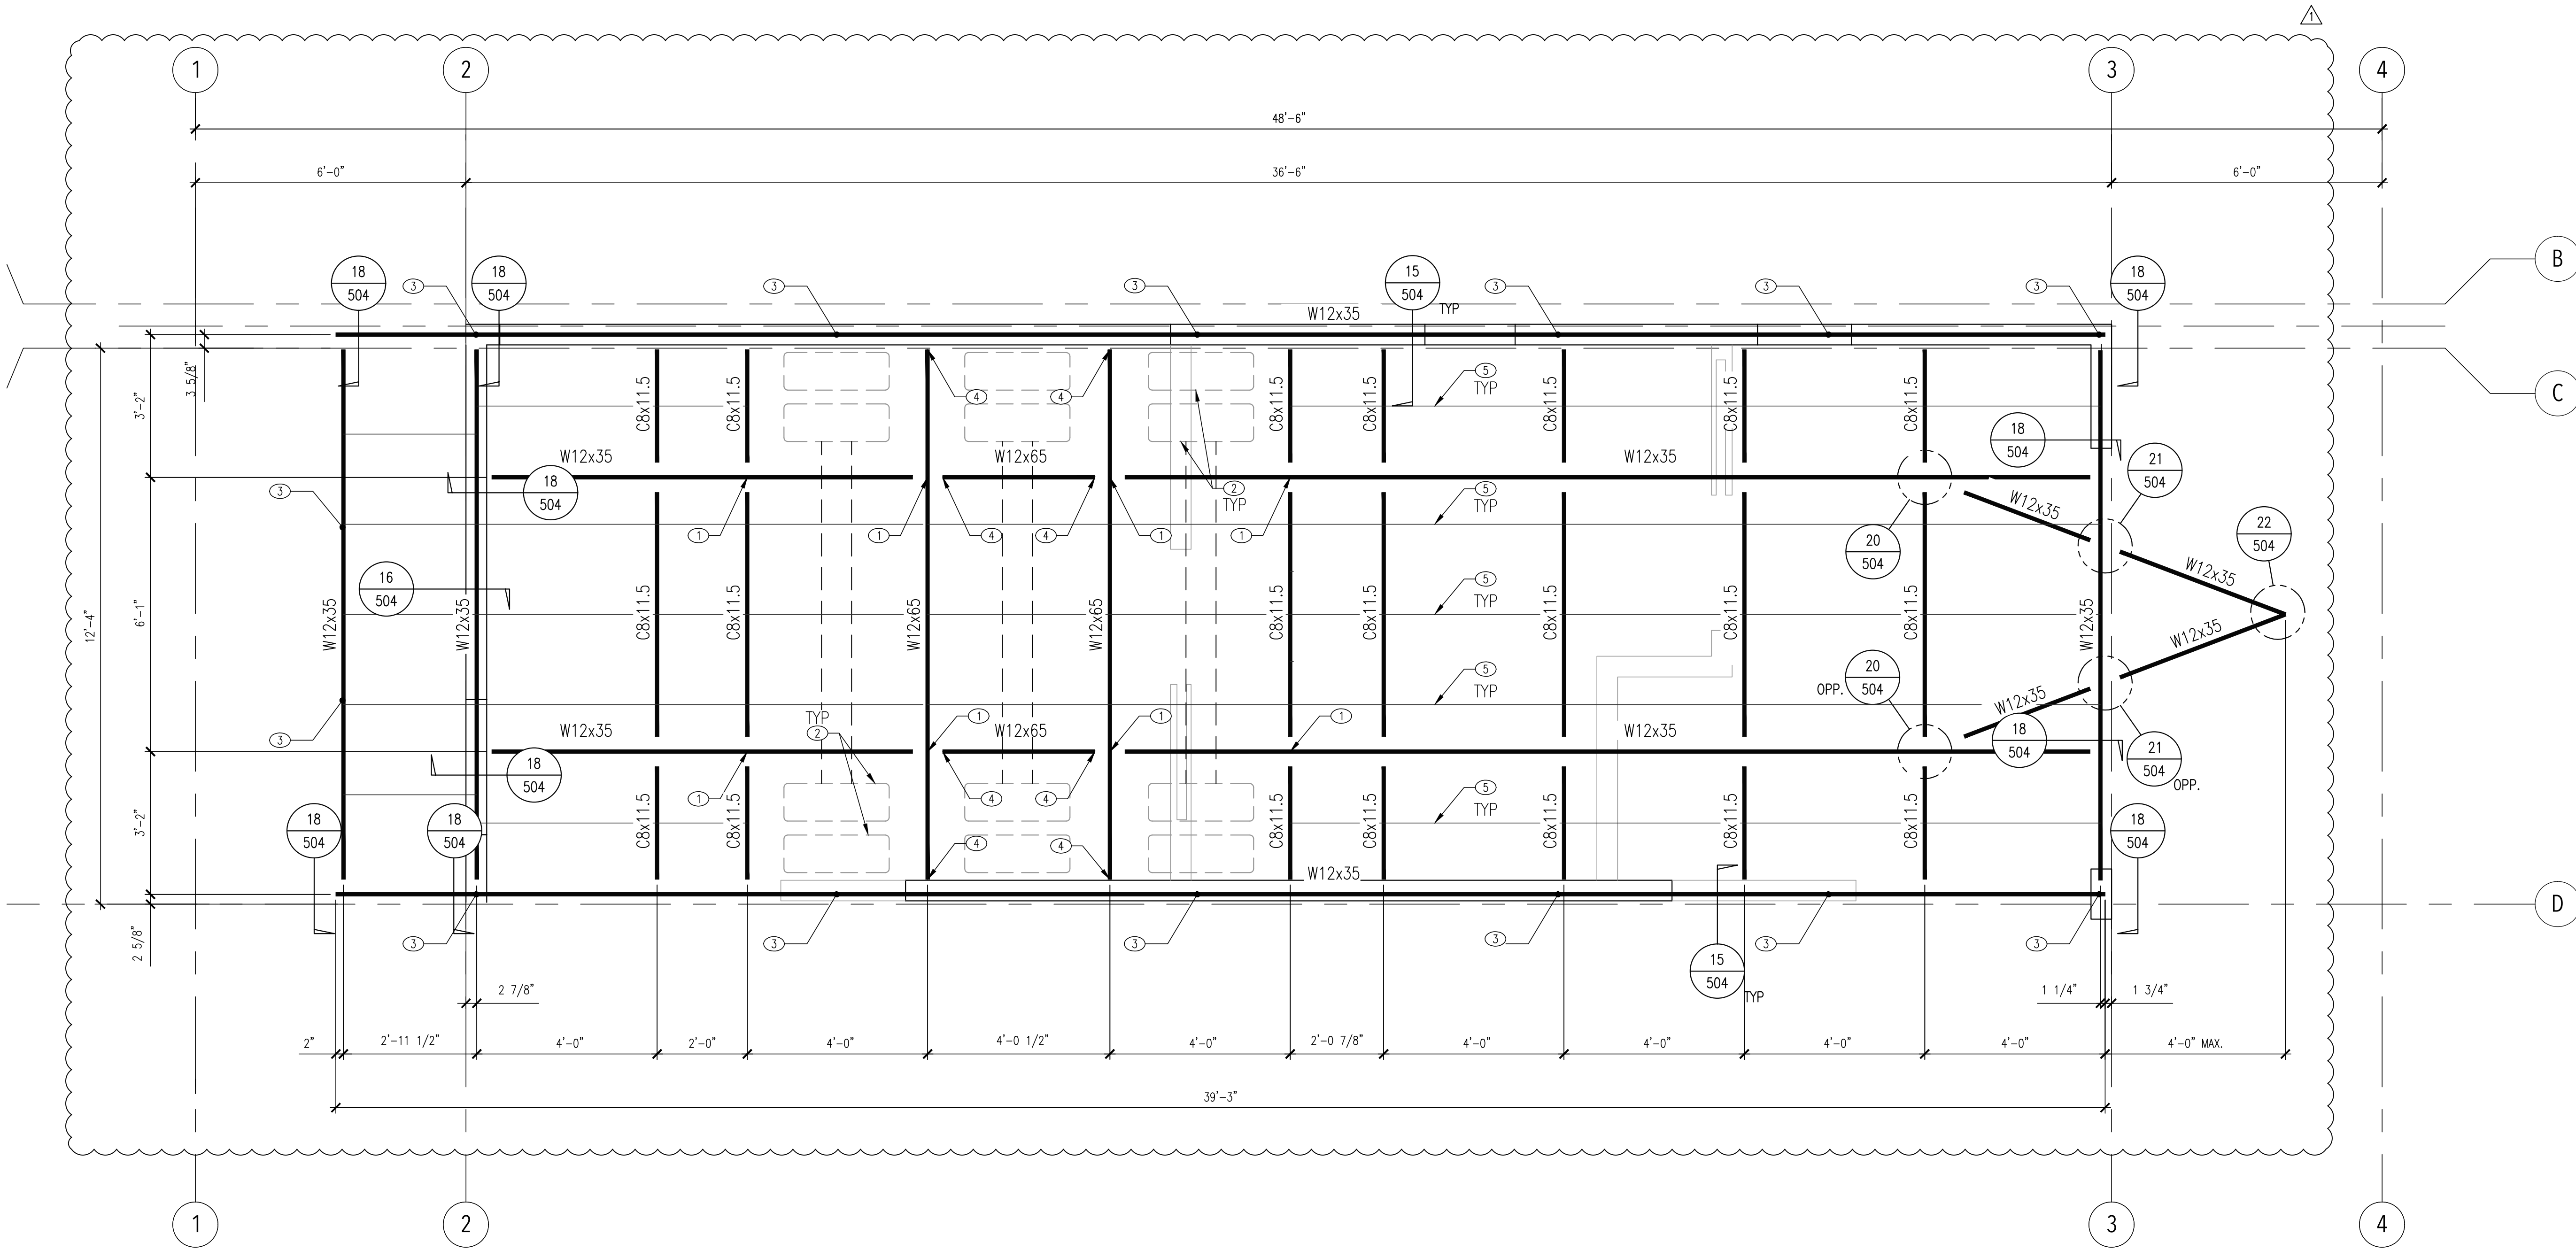 1
1
2
3
4
48'-6"
6'-0"
36'-6"
6'-0"
B
18
504
3
18
504
3
3
15
504
TYP
3
3
3
18
504
W12x35
C
3 5/8"
3'-2"
C8x11.5
C8x11.5
4
4
C8x11.5
C8x11.5
5
TYP
C8x11.5
C8x11.5
C8x11.5
18
504
W12x35
W12x65
W12x35
21
504
3
18
504
2
TYP
5
TYP
W12x35
1
1
4
4
1
1
20
504
22
504
16
504
5
TYP
W12x35
6'-1"
12'-4"
W12x35
W12x35
C8x11.5
C8x11.5
W12x65
W12x65
C8x11.5
C8x11.5
C8x11.5
C8x11.5
C8x11.5
W12x35
W12x35
5
TYP
20
504
OPP.
W12x35
3
TYP
2
W12x35
1
W12x65
1
1
W12x35
18
504
21
504
OPP.
18
504
1
4
4
5
TYP
3'-2"
18
504
18
504
C8x11.5
C8x11.5
4
4
C8x11.5
C8x11.5
C8x11.5
C8x11.5
C8x11.5
18
504
W12x35
D
2 5/8"
3
3
3
3
3
3
15
504
TYP
2 7/8"
1 1/4"
1 3/4"
2"
2'-11 1/2"
4'-0"
2'-0"
4'-0"
4'-0 1/2"
4'-0"
2'-0 7/8"
4'-0"
4'-0"
4'-0"
4'-0"
4'-0" MAX.
39'-3"
1
2
3
4